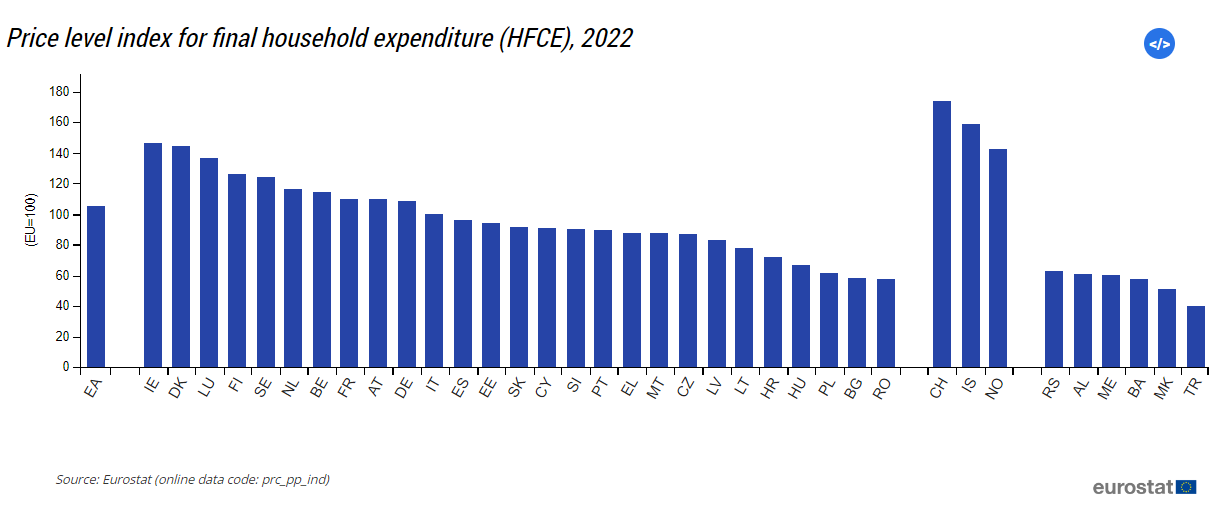 Price level index for final household expenditure (HFCE), 2022
</>
180
160
140
120
100
80
60
40
20
0
(EU=100)
EA IE DK LU FI SE NL BE FR AT DE IT ES EE SK CY SI PT EL MT CZ LV LT HR HU PL BG RO CH IS NO RS AL ME BA MK TR
Source: Eurostat (online data code: prc_pp_ind)
eurostat